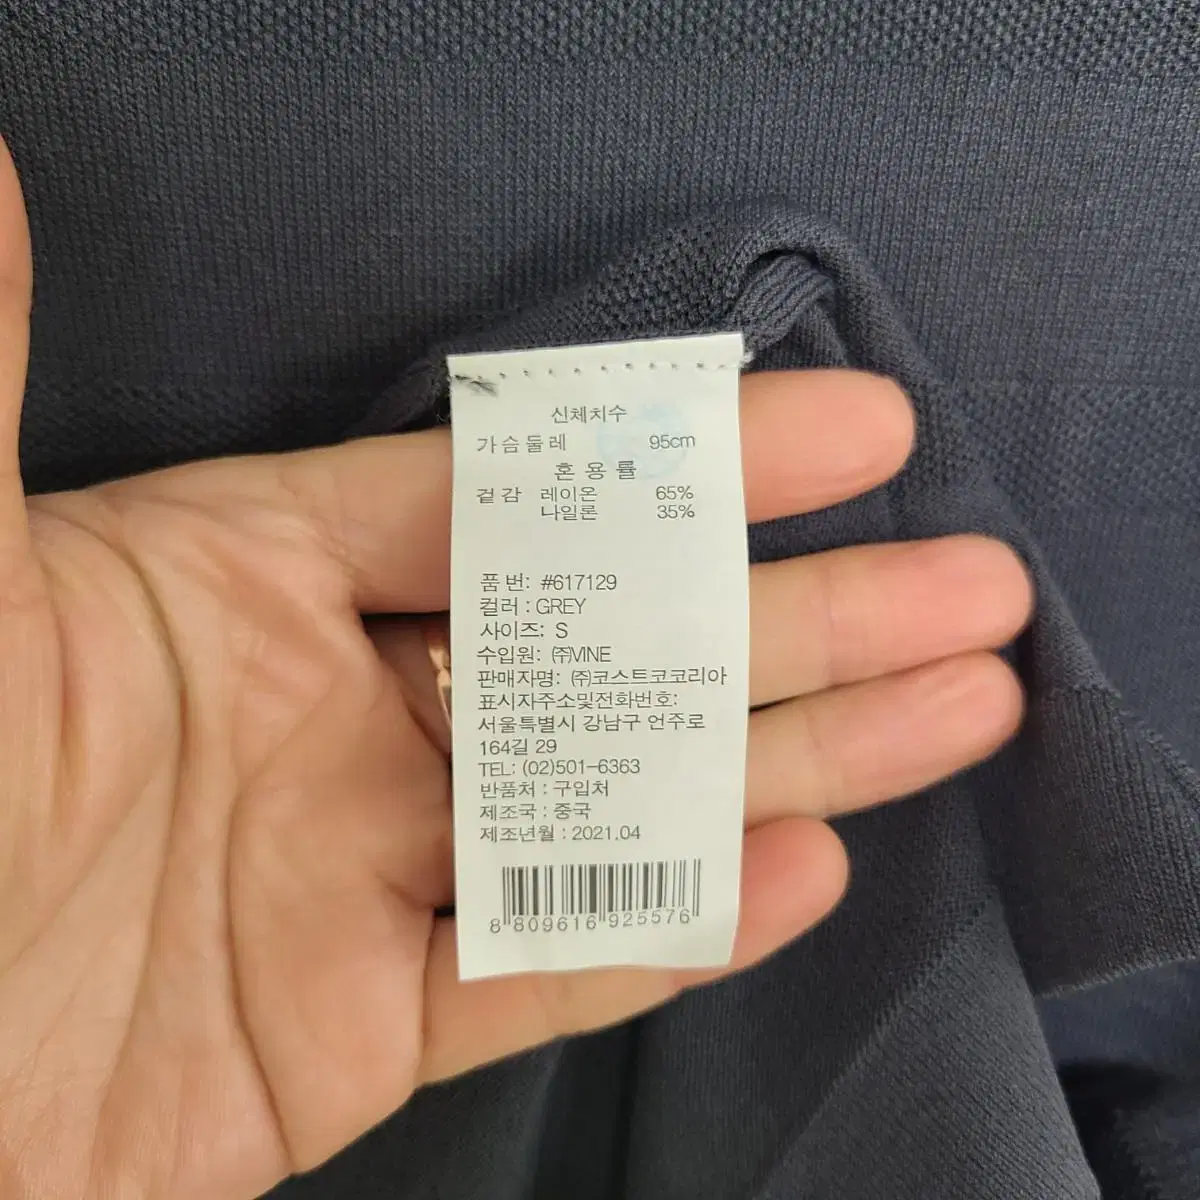 신체치수
가슴둘레 95cm
혼용률
겉감 레이온 65%
나일론 35%
품번: #617129
컬러 : GREY
사이즈: S
수입원: ㈜VINE
판매자명: ㈜코스트코코리아
표시자주소및전화번호:
서울특별시 강남구 언주로
164길 29
TEL: (02)501-6363
반품처 : 구입처
제조국 : 중국
제조년월 : 2021.04
8 809616 925576